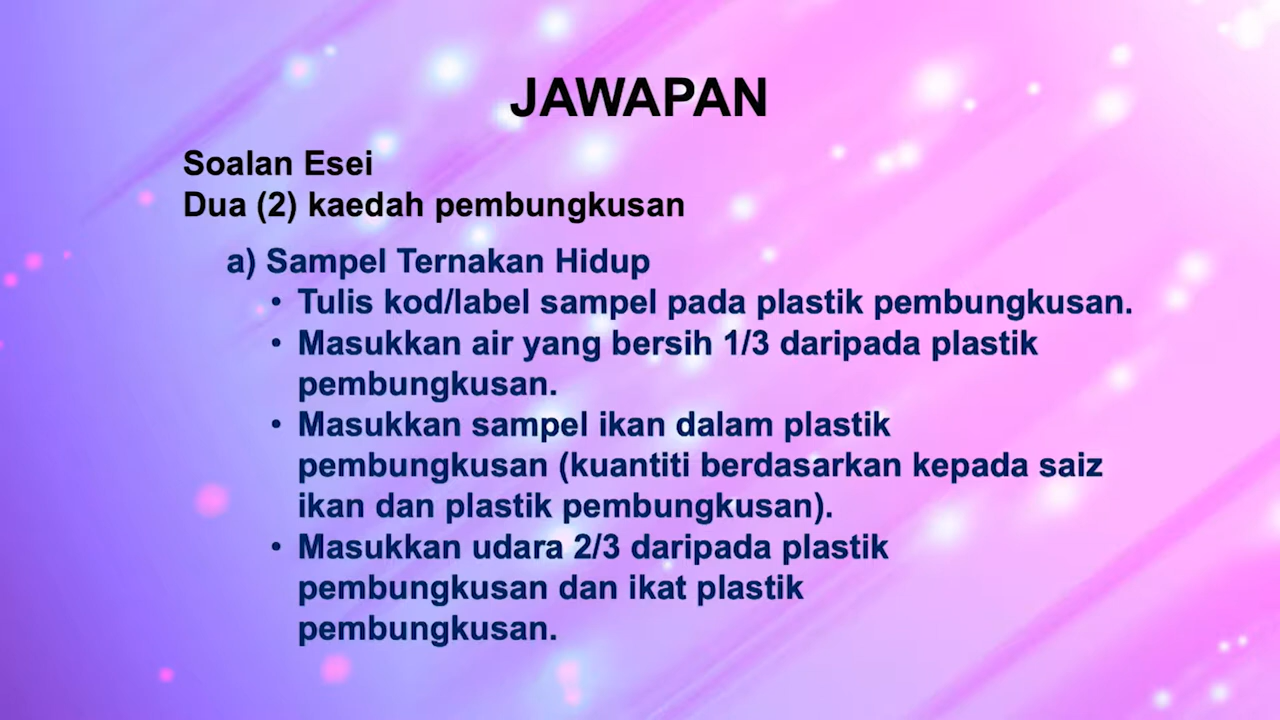 JAWAPAN
Soalan Esei
Dua (2) kaedah pembungkusan
a) Sampel Ternakan Hidup
• Tulis kod/label sampel pada plastik pembungkusan.
• Masukkan air yang bersih 1/3 daripada plastik
pembungkusan.
• Masukkan sampel ikan dalam plastik
pembungkusan (kuantiti berdasarkan kepada saiz
ikan dan plastik pembungkusan).
• Masukkan udara 2/3 daripada plastik
pembungkusan dan ikat plastik
pembungkusan.